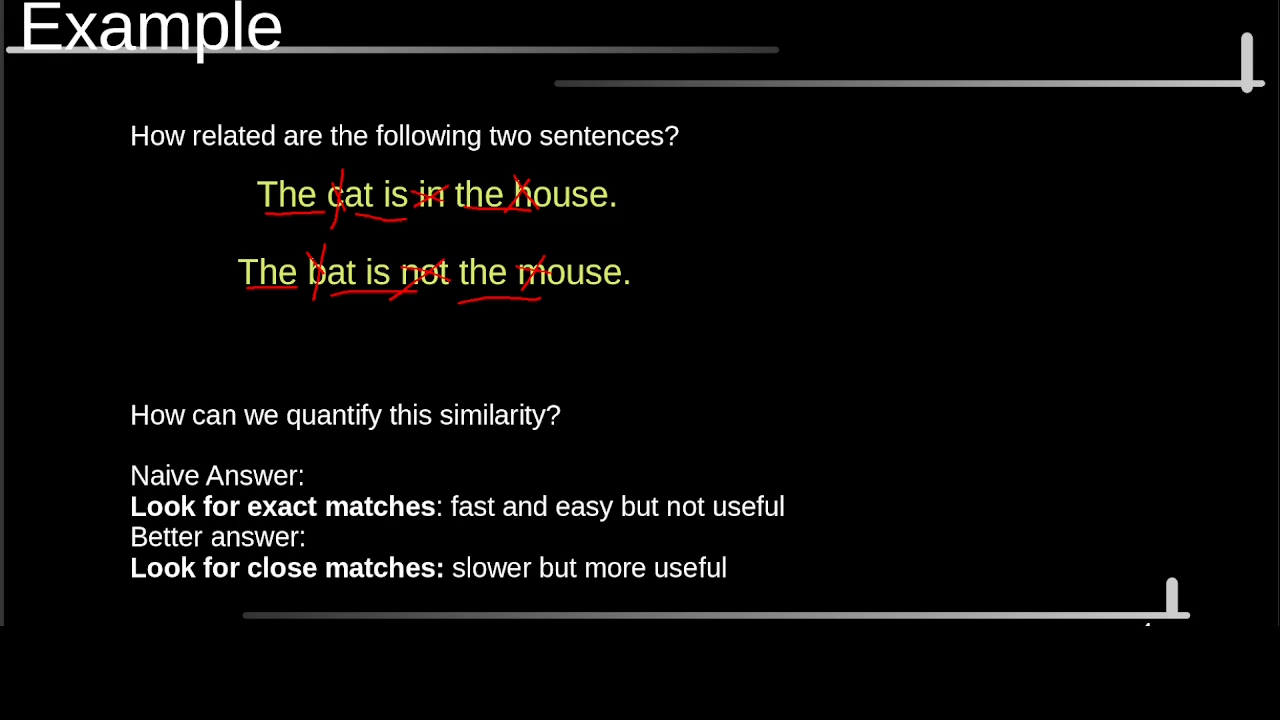 Example
How related are the following two sentences?
The cat is in the house.
The bat is not the mouse.
How can we quantify this similarity?
Naive Answer:
Look for exact matches: fast and easy but not useful
Better answer:
Look for close matches: slower but more useful